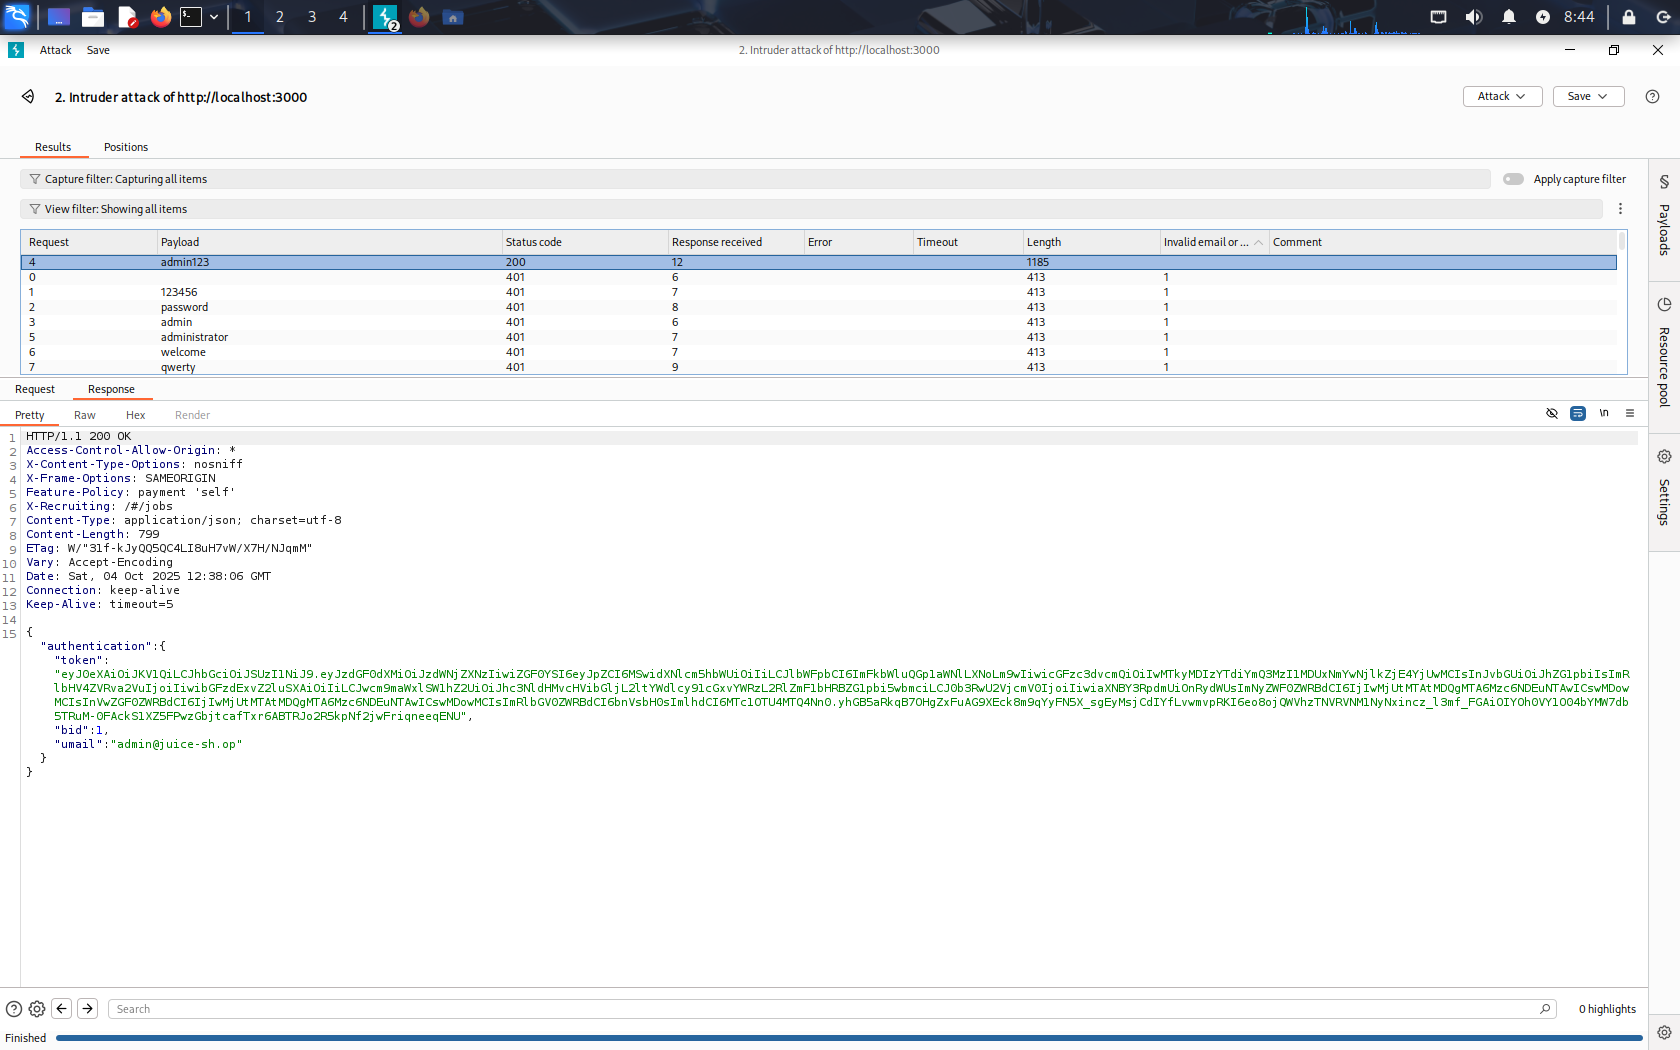 1 2 3 4 2 8:44
Attack Save 2. Intruder attack of http://localhost:3000
2. Intruder attack of http://localhost:3000 Attack Save
Results Positions
Capture filter: Capturing all items Apply capture filter
View filter: Showing all items
Request Payload Status code Response received Error Timeout Length Invalid email or ... Comment
4 admin123 200 12 1185
0 401 6 413 1
1 123456 401 7 413 1
2 password 401 8 413 1
3 admin 401 6 413 1
5 administrator 401 7 413 1
6 welcome 401 7 413 1
7 qwerty 401 9 413 1
Payloads
Resource pool
Settings
Request Response
Pretty Raw Hex Render \n
1 HTTP/1.1 200 OK
2 Access-Control-Allow-Origin: *
3 X-Content-Type-Options: nosniff
4 X-Frame-Options: SAMEORIGIN
5 Feature-Policy: payment 'self'
6 X-Recruiting: /#/jobs
7 Content-Type: application/json; charset=utf-8
8 Content-Length: 799
9 ETag: W/"31f-kJyQQ5QC4LI8uH7vW/X7H/NJqmM"
10 Vary: Accept-Encoding
11 Date: Sat, 04 Oct 2025 12:38:06 GMT
12 Connection: keep-alive
13 Keep-Alive: timeout=5
14
15 {
"authentication":{
"token":
"bid":1,
"umail":"admin@juice-sh.op"
}
}
Search 0 highlights
Finished